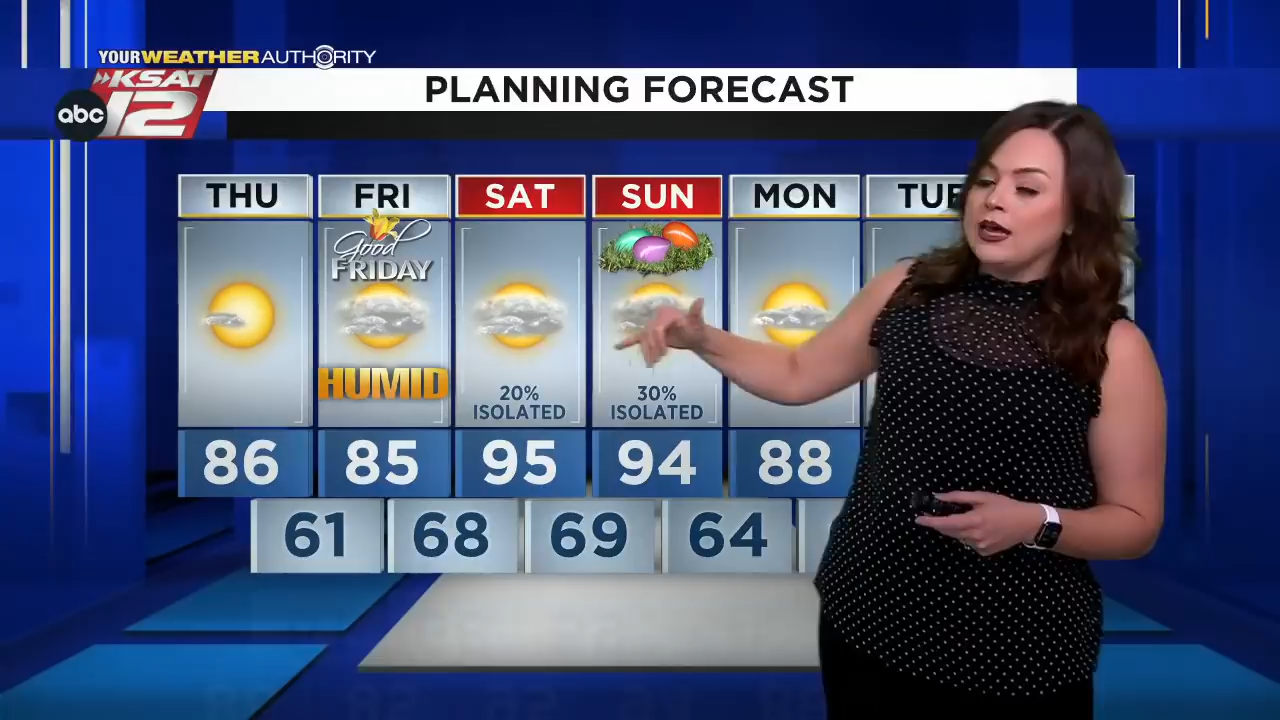 YOUR WEATHER AUTHORITY
KSAT
abc 12
PLANNING FORECAST
THU FRI SAT SUN MON TUE
Good
FRIDAY
HUMID
20% 30%
ISOLATED ISOLATED
86 85 95 94 88
61 68 69 64